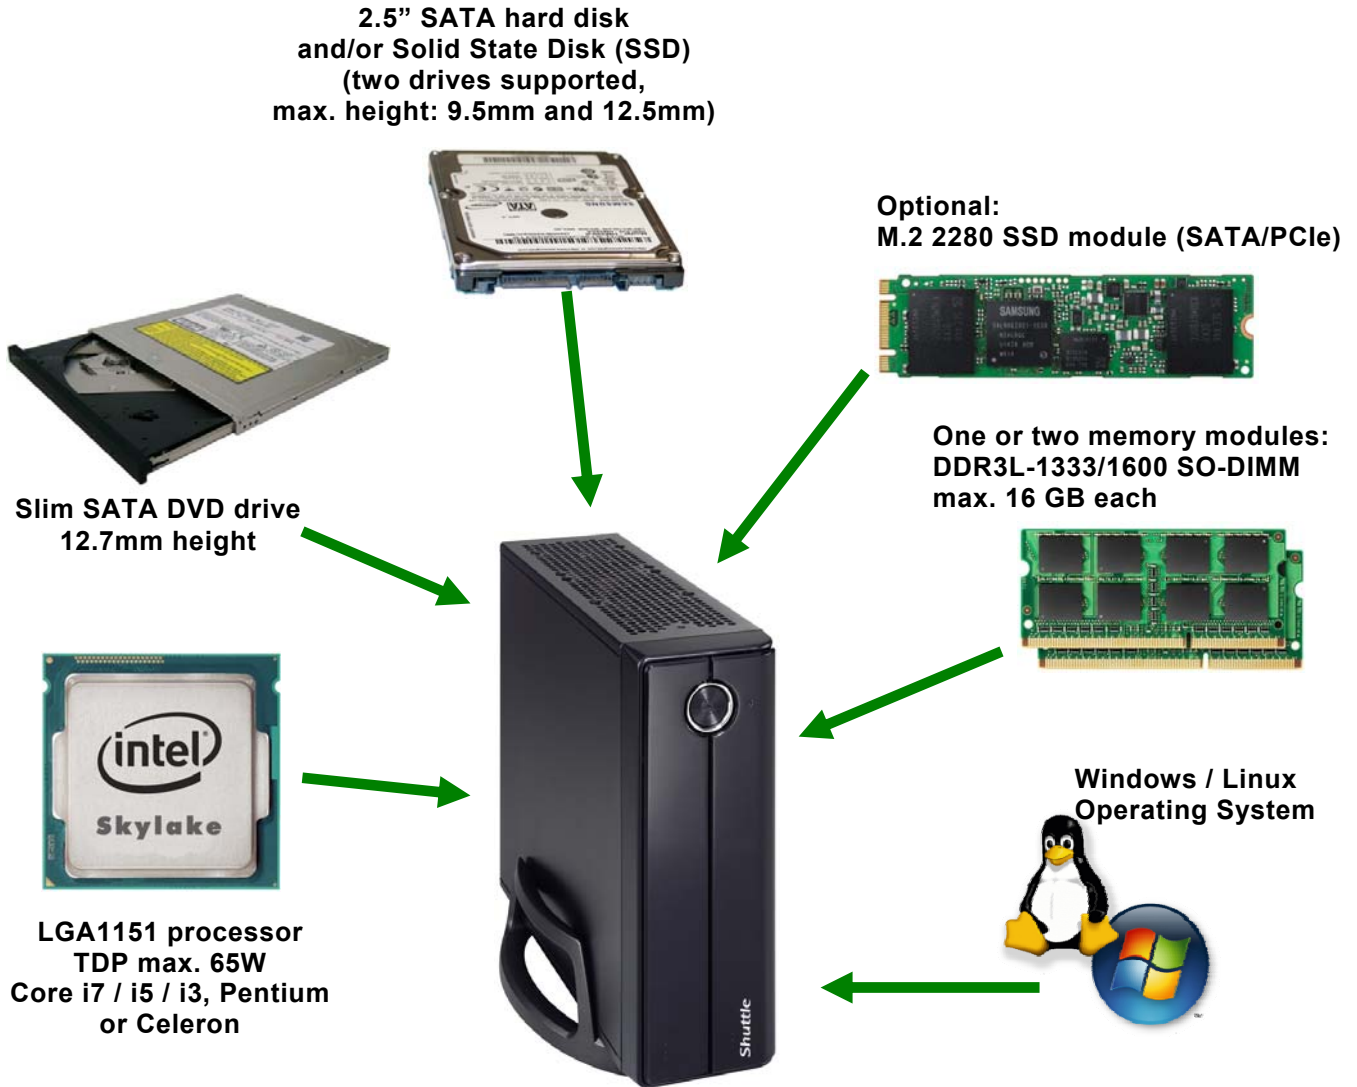 2.5” SATA hard disk
and/or Solid State Disk (SSD)
(two drives supported,
max. height: 9.5mm and 12.5mm)
SAMSUNG
SATA
Optional:
M.2 2280 SSD module (SATA/PCIe)
SAMSUNG
One or two memory modules:
DDR3L-1333/1600 SO-DIMM
max. 16 GB each
Slim SATA DVD drive
12.7mm height
intel
Skylake
LGA1151 processor
TDP max. 65W
Core i7 / i5 / i3, Pentium
or Celeron
Windows / Linux
Operating System
Shuttle